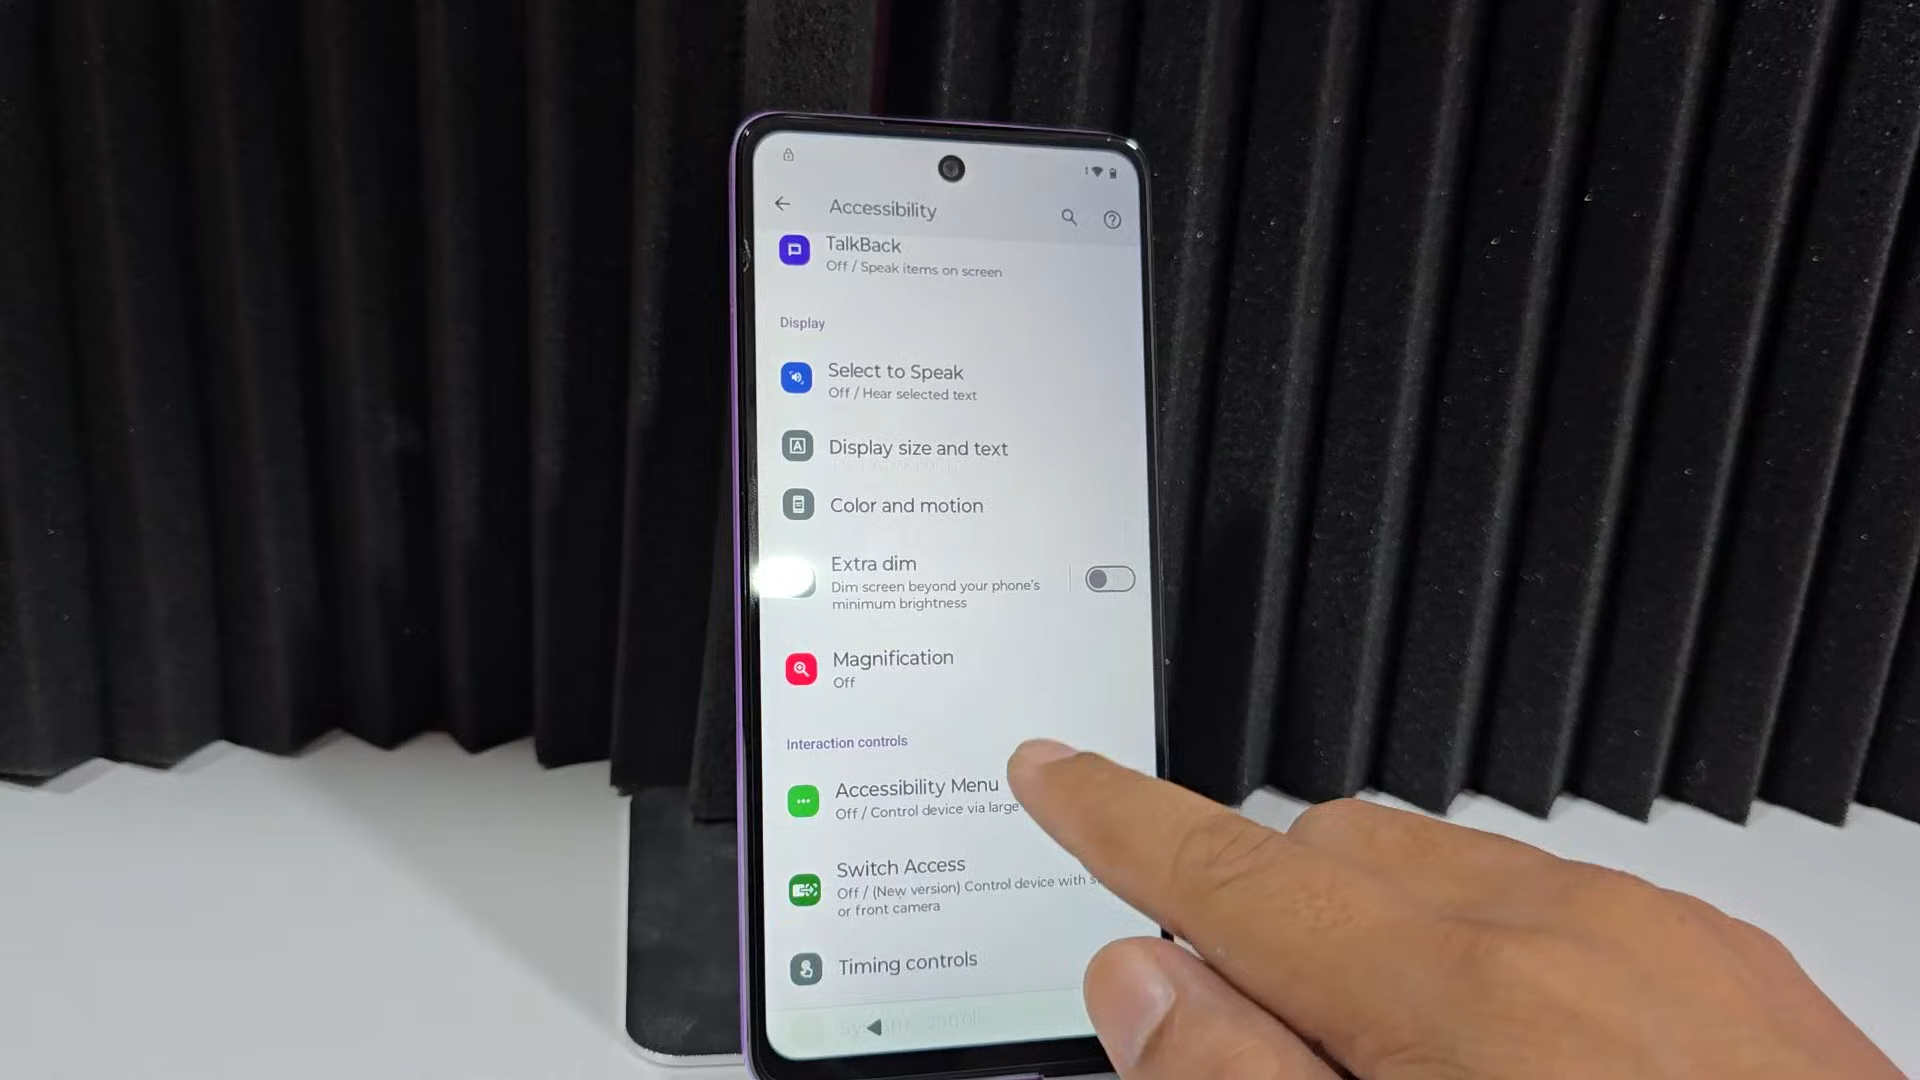 Accessibility
TalkBack
Off / Speak items on screen
Display
Select to Speak
Off / Hear selected text
Display size and text
Color and motion
Extra dim
Dim screen beyond your phone's
minimum brightness
Magnification
Off
Interaction controls
Accessibility Menu
Off / Control device via large
Switch Access
Off / (New version) Control device with
or front camera
Timing controls